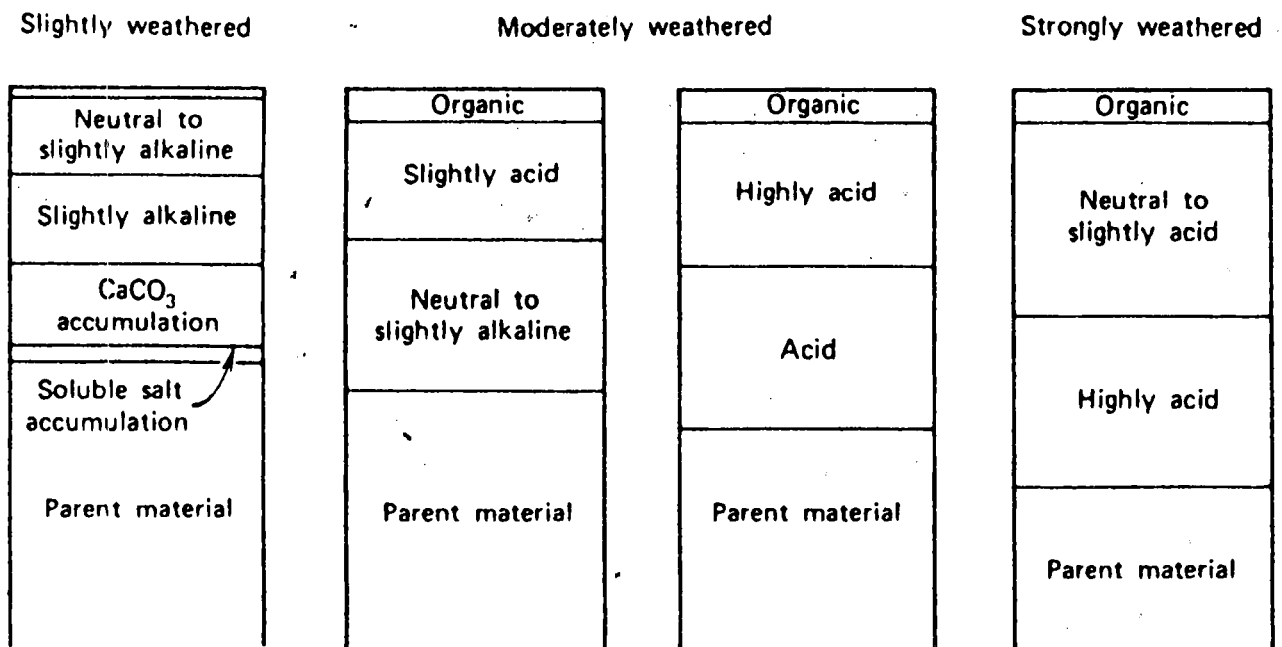 Slightly weathered
Moderately weathered
Strongly weathered
Neutral to
slightly alkaline
Slightly alkaline
CaCO₃
accumulation
Soluble salt
accumulation
Parent material
Organic
Slightly acid
Neutral to
slightly alkaline
Parent material
Organic
Highly acid
Acid
Parent material
Organic
Neutral to
slightly acid
Highly acid
Parent material